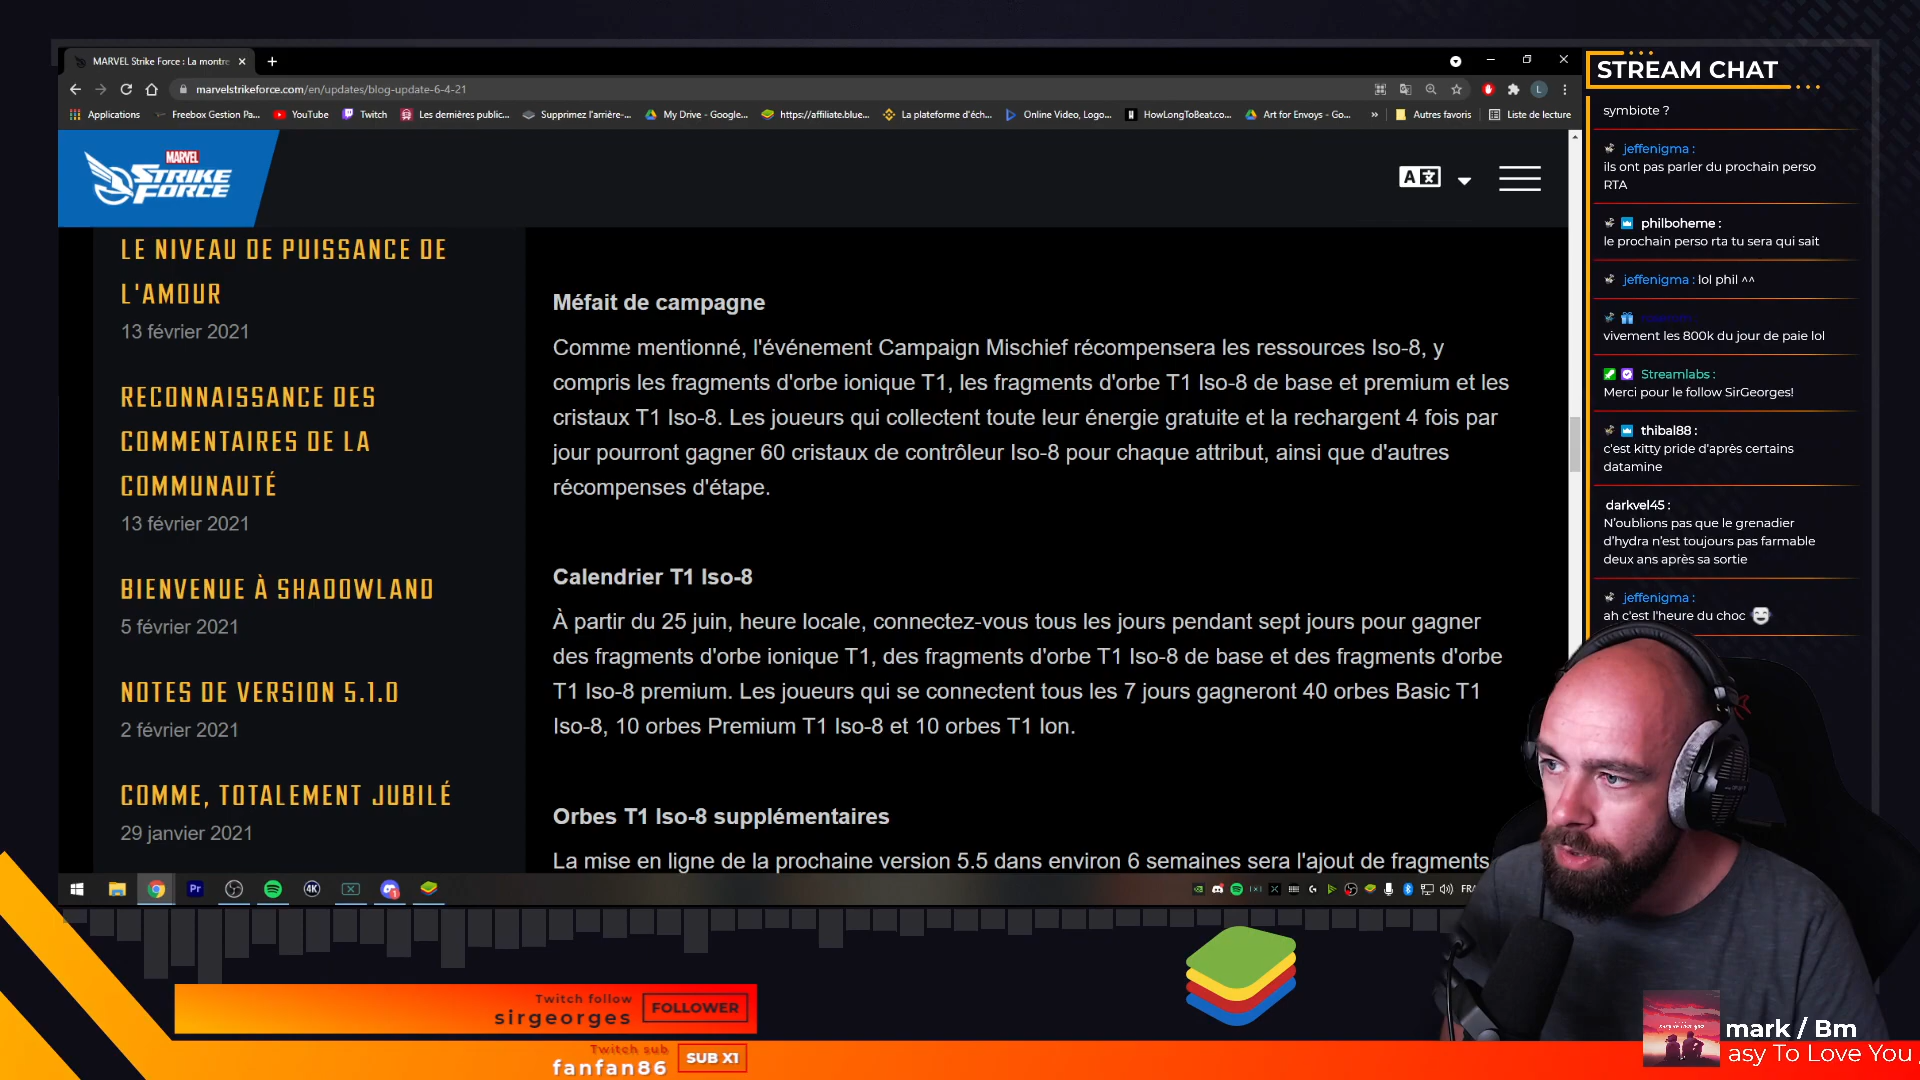 MARVEL Strike Force : La montre
marvelstrikeforce.com/en/updates/blog-update-6-4-21
Applications
Freebox Gestion Pa...
YouTube
Twitch
Les dernières public...
Supprimez l'arrière-...
My Drive - Google...
https://affiliate.blue...
La plateforme d'éch...
Online Video, Logo...
HowLongToBeat.co...
Art for Envoys - Go...
»
Autres favoris
Liste de lecture
MARVEL
STRIKE
FORCE
LE NIVEAU DE PUISSANCE DE
L'AMOUR
13 février 2021
RECONNAISSANCE DES
COMMENTAIRES DE LA
COMMUNAUTÉ
13 février 2021
BIENVENUE À SHADOWLAND
5 février 2021
NOTES DE VERSION 5.1.0
2 février 2021
COMME, TOTALEMENT JUBILÉ
29 janvier 2021
Méfait de campagne
Comme mentionné, l'événement Campaign Mischief récompensera les ressources Iso-8, y
compris les fragments d'orbe ionique T1, les fragments d'orbe T1 Iso-8 de base et premium et les
cristaux T1 Iso-8. Les joueurs qui collectent toute leur énergie gratuite et la rechargent 4 fois par
jour pourront gagner 60 cristaux de contrôleur Iso-8 pour chaque attribut, ainsi que d'autres
récompenses d'étape.
Calendrier T1 Iso-8
À partir du 25 juin, heure locale, connectez-vous tous les jours pendant sept jours pour gagner
des fragments d'orbe ionique T1, des fragments d'orbe T1 Iso-8 de base et des fragments d'orbe
T1 Iso-8 premium. Les joueurs qui se connectent tous les 7 jours gagneront 40 orbes Basic T1
Iso-8, 10 orbes Premium T1 Iso-8 et 10 orbes T1 Ion.
Orbes T1 Iso-8 supplémentaires
La mise en ligne de la prochaine version 5.5 dans environ 6 semaines sera l'ajout de fragments
Pr
4K
FRA
STREAM CHAT
symbiote ?
jeffenigma :
ils ont pas parler du prochain perso
RTA
philboheme :
le prochain perso rta tu sera qui sait
jeffenigma : lol phil ^^
vivement les 800k du jour de paie lol
Streamlabs :
Merci pour le follow SirGeorges!
thibal88 :
c'est kitty pride d'après certains
datamine
darkvel45 :
N'oublions pas que le grenadier
d'hydra n'est toujours pas farmable
deux ans après sa sortie
jeffenigma :
ah c'est l'heure du choc
Twitch follow
sirgeorges
FOLLOWER
Twitch sub
fanfan86
SUB X1
mark / Bm
asy To Love You